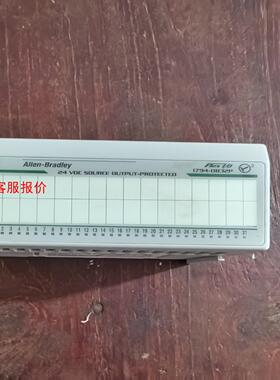 Allen-Bradley
Flex I/O
24 VDC SOURCE OUTPUT-PROTECTED
1794-OB32P
客服报价
2 3 4 5 6 7 8 9 10 11 12 13 14 15 16 17 18 19 20 21 22 23 24 25 26 27 28 29 30 31